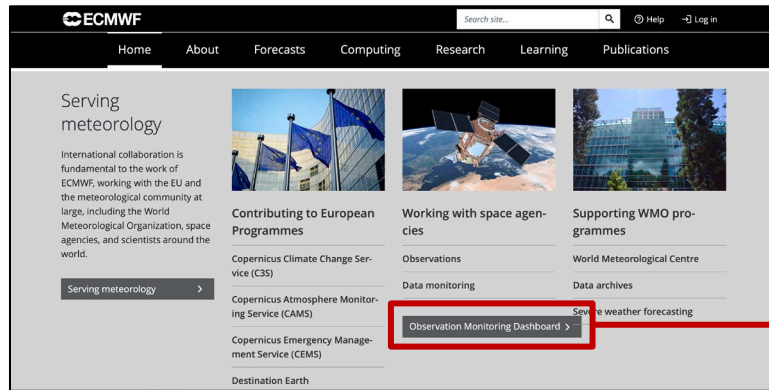 ECMWF
Search site...
Help
Log in
Home About Forecasts Computing Research Learning Publications
Serving
meteorology
International collaboration is
fundamental to the work of
ECMWF, working with the EU and
the meteorological community at
large, including the World
Meteorological Organization, space
agencies, and scientists around the
world.
Serving meteorology >
Contributing to European
Programmes
Copernicus Climate Change Ser-
vice (C3S)
Copernicus Atmosphere Monitor-
ing Service (CAMS)
Copernicus Emergency Manage-
ment Service (CEMS)
Destination Earth
Working with space agen-
cies
Observations
Data monitoring
Observation Monitoring Dashboard >
Supporting WMO pro-
grammes
World Meteorological Centre
Data archives
Severe weather forecasting